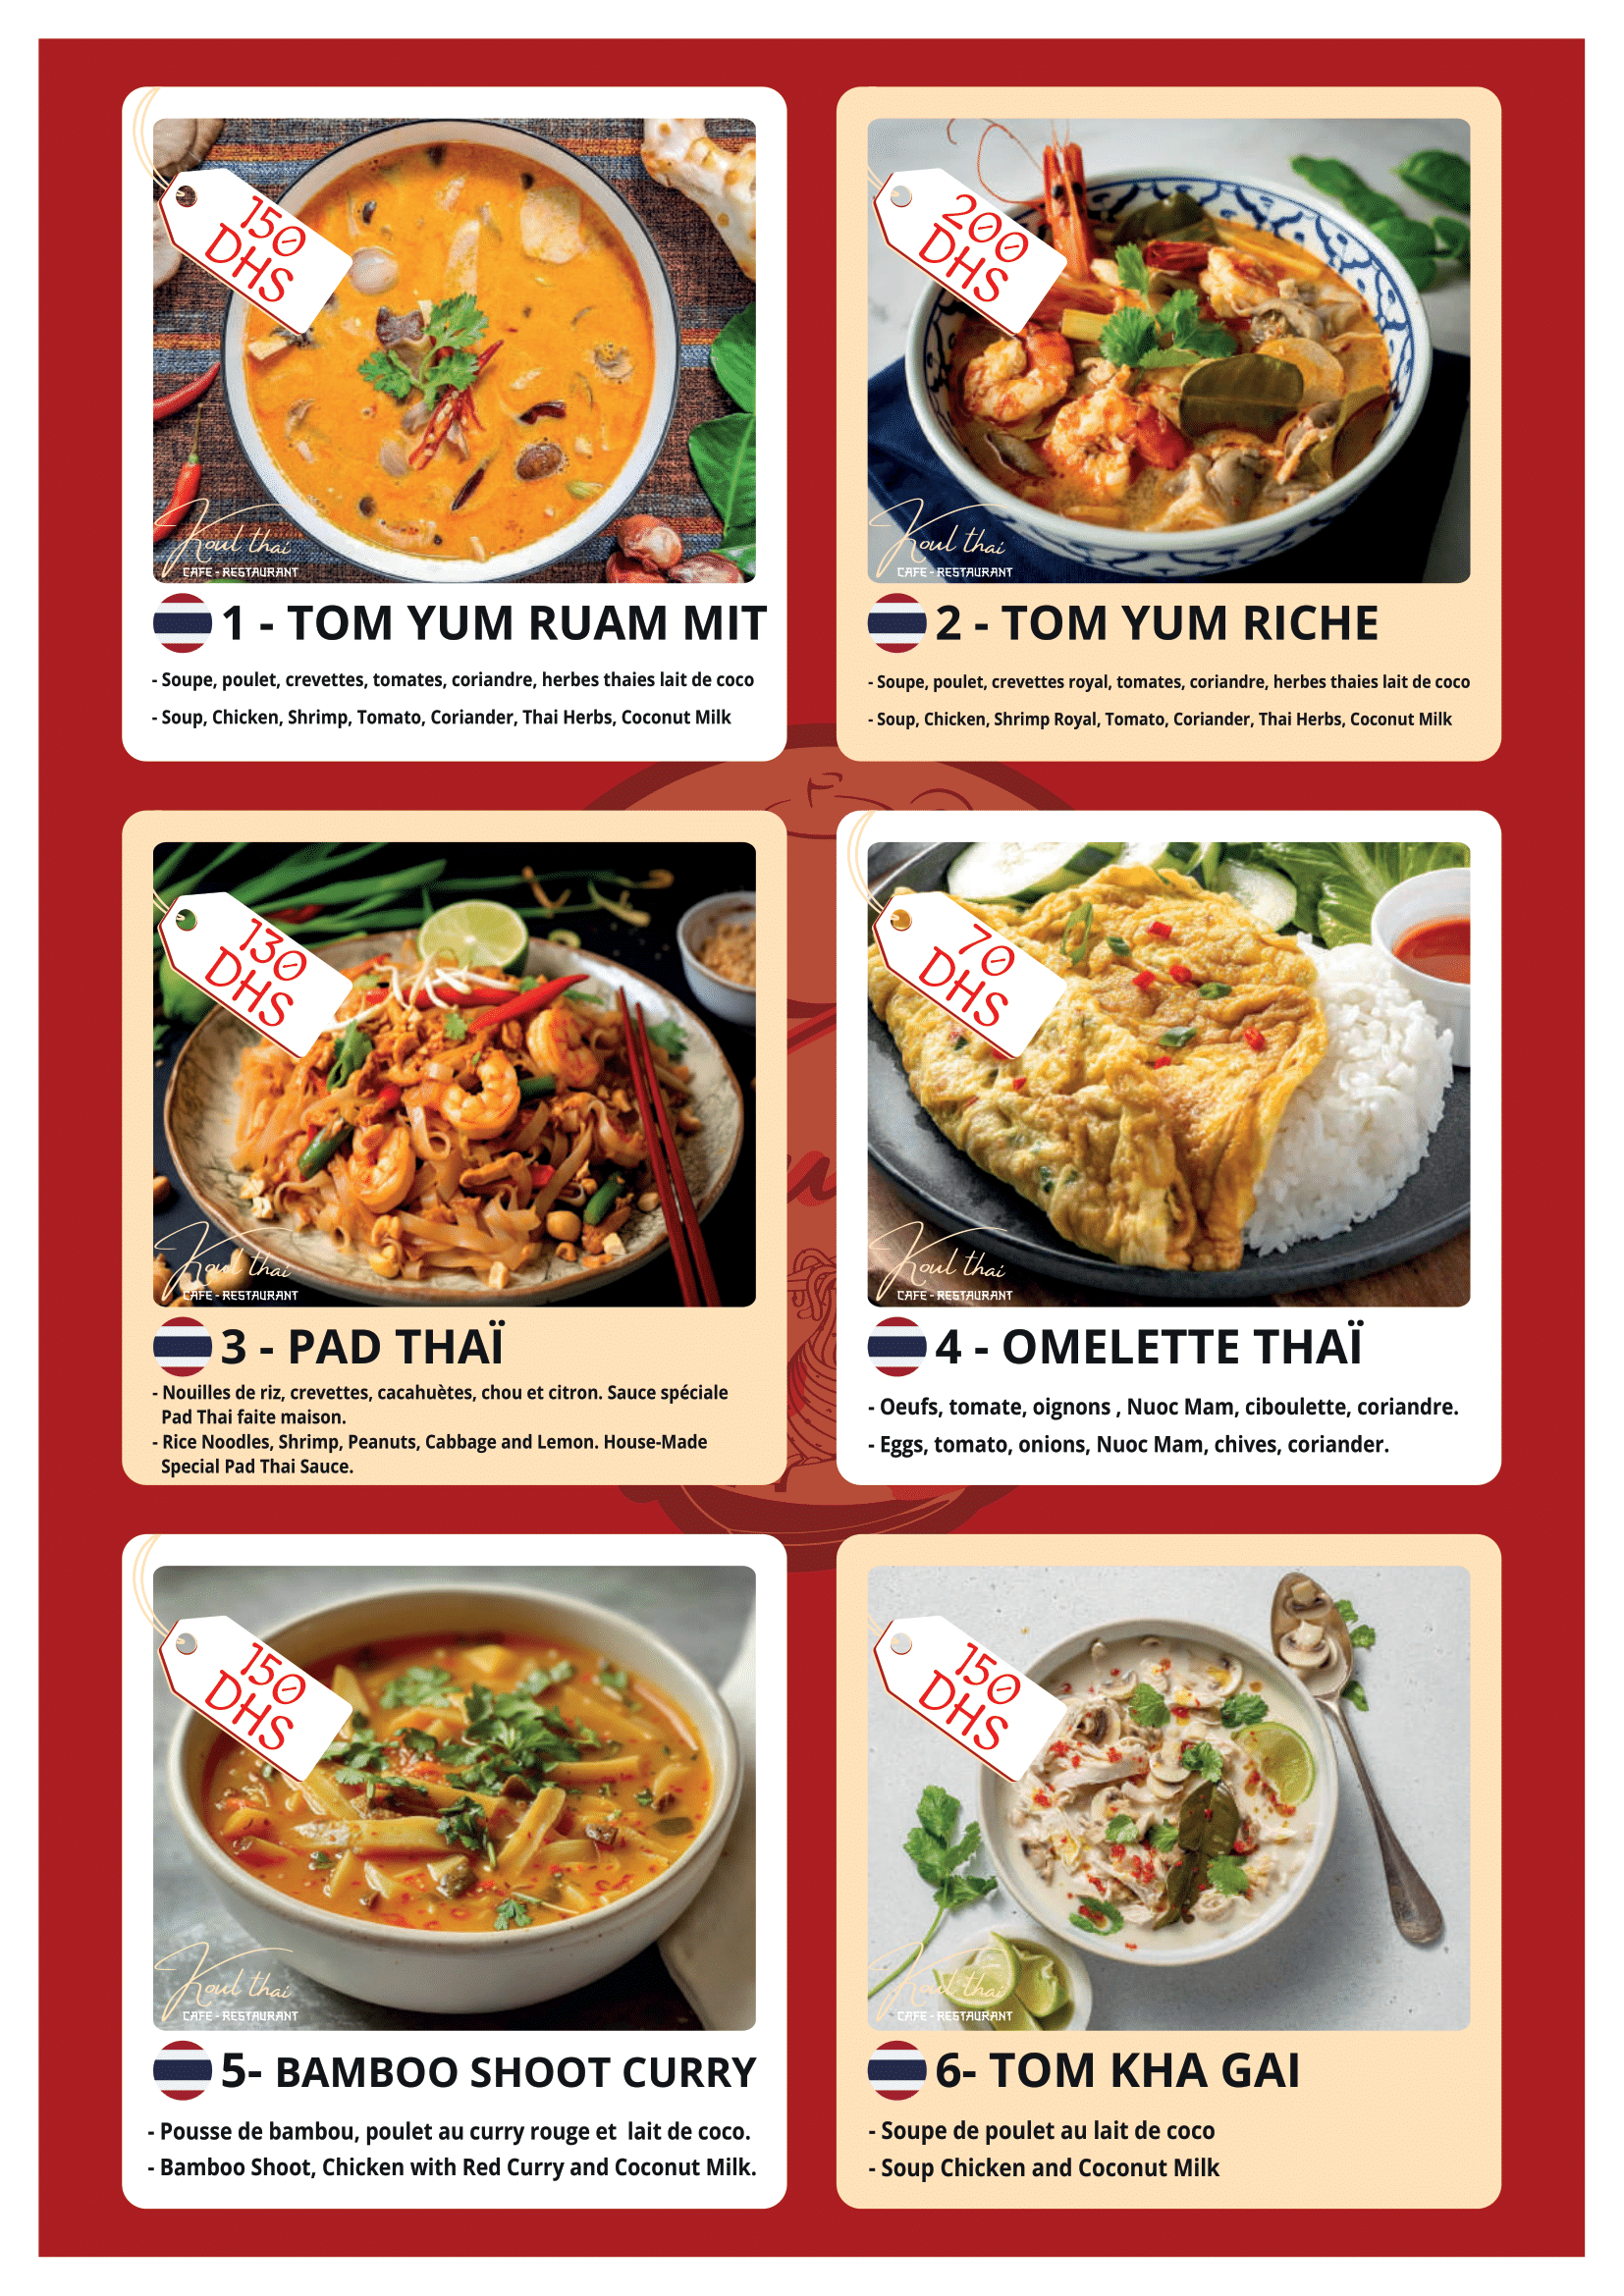 150
DHS
Koul thai
CAFE - RESTAURANT
1 - TOM YUM RUAM MIT
- Soupe, poulet, crevettes, tomates, coriandre, herbes thaies lait de coco
- Soup, Chicken, Shrimp, Tomato, Coriander, Thai Herbs, Coconut Milk
200
DHS
Koul thai
CAFE - RESTAURANT
2 - TOM YUM RICHE
- Soupe, poulet, crevettes royal, tomates, coriandre, herbes thaies lait de coco
- Soup, Chicken, Shrimp Royal, Tomato, Coriander, Thai Herbs, Coconut Milk
130
DHS
Koul thai
CAFE - RESTAURANT
3 - PAD THAÏ
- Nouilles de riz, crevettes, cacahuètes, chou et citron. Sauce spéciale
Pad Thai faite maison.
- Rice Noodles, Shrimp, Peanuts, Cabbage and Lemon. House-Made
Special Pad Thai Sauce.
70
DHS
Koul thai
CAFE - RESTAURANT
4 - OMELETTE THAÏ
- Oeufs, tomate, oignons , Nuoc Mam, ciboulette, coriandre.
- Eggs, tomato, onions, Nuoc Mam, chives, coriander.
150
DHS
Koul thai
CAFE - RESTAURANT
5- BAMBOO SHOOT CURRY
- Pousse de bambou, poulet au curry rouge et  lait de coco.
- Bamboo Shoot, Chicken with Red Curry and Coconut Milk.
150
DHS
Koul thai
CAFE - RESTAURANT
6- TOM KHA GAI
- Soupe de poulet au lait de coco
- Soup Chicken and Coconut Milk